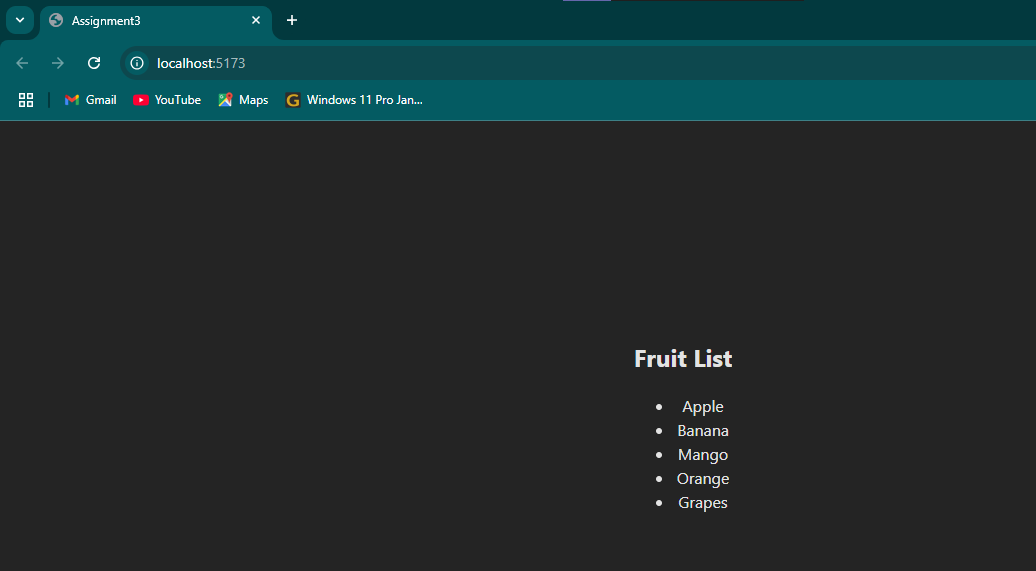 Assignment3
localhost:5173
Gmail YouTube Maps Windows 11 Pro Jan...
Fruit List
Apple
Banana
Mango
Orange
Grapes